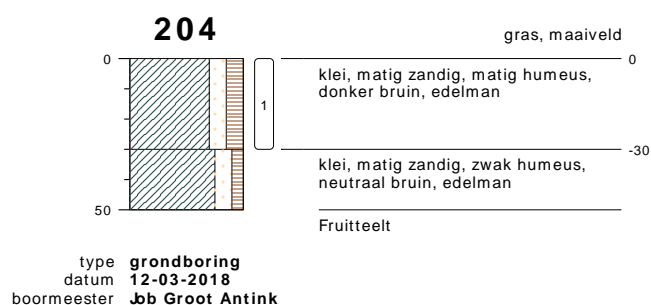 204
gras, maaiveld
0
0
klei, matig zandig, matig humeus,
donker bruin, edelman
1
-30
klei, matig zandig, zwak humeus,
neutraal bruin, edelman
50
Fruitteelt
type grondboring
datum 12-03-2018
boormeester Job Groot Antink